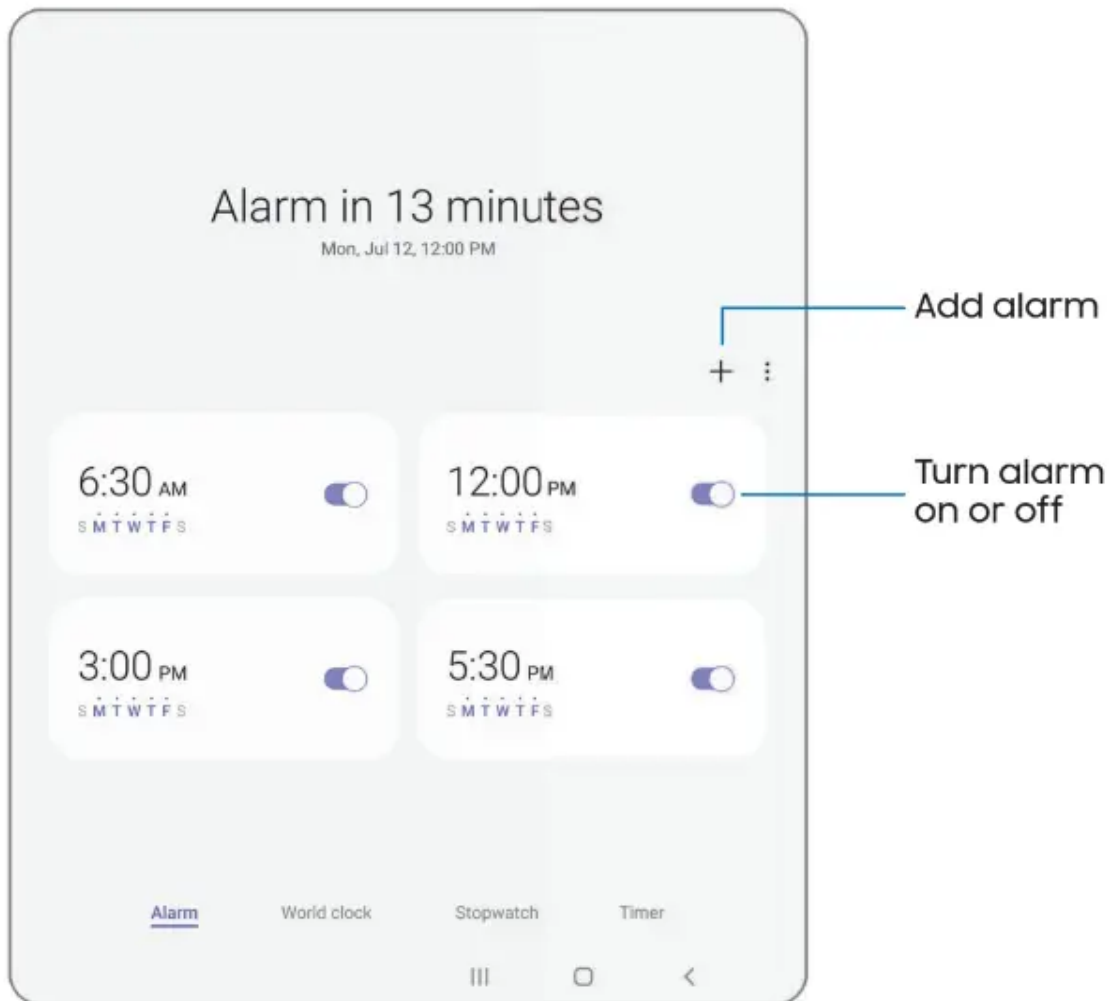 Alarm in 13 minutes
Mon, Jul 12, 12:00 PM
Add alarm
6:30 AM
S M T W T F S
12:00 PM
S M T W T F S
Turn alarm
on or off
3:00 PM
S M T W T F S
5:30 PM
S M T W T F S
Alarm World clock Stopwatch Timer